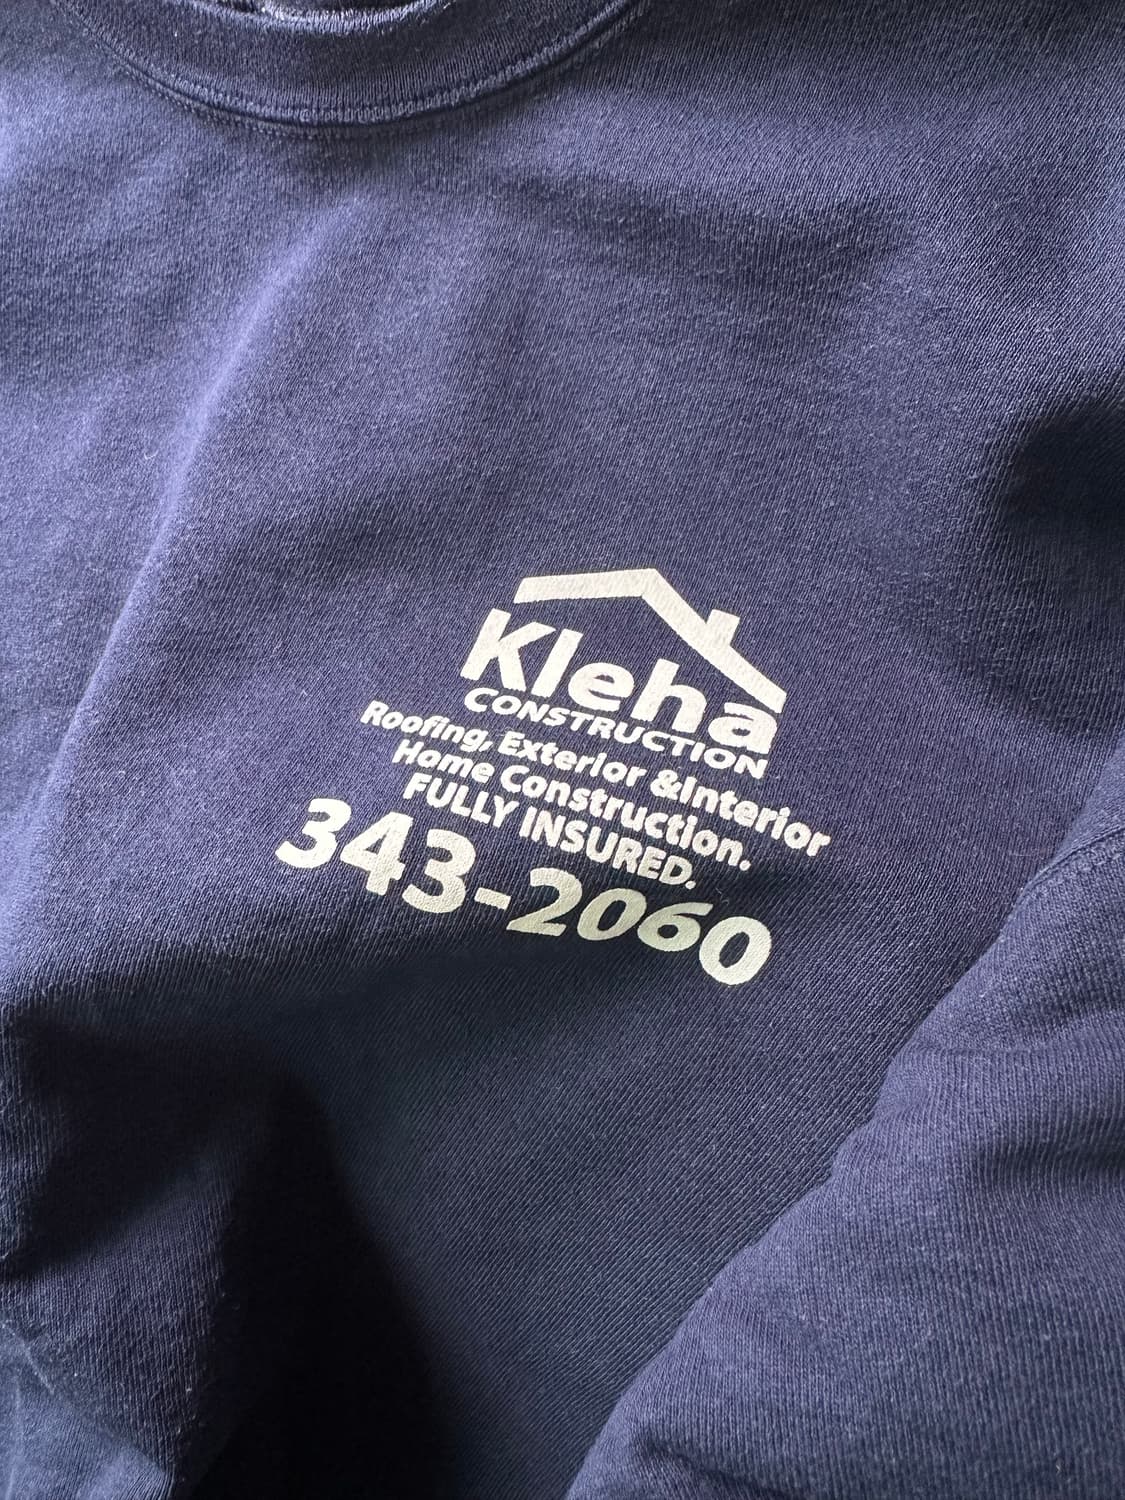 Kleha
CONSTRUCTION
Roofing, Exterior &Interior
Home Construction.
FULLY INSURED.
343-2060